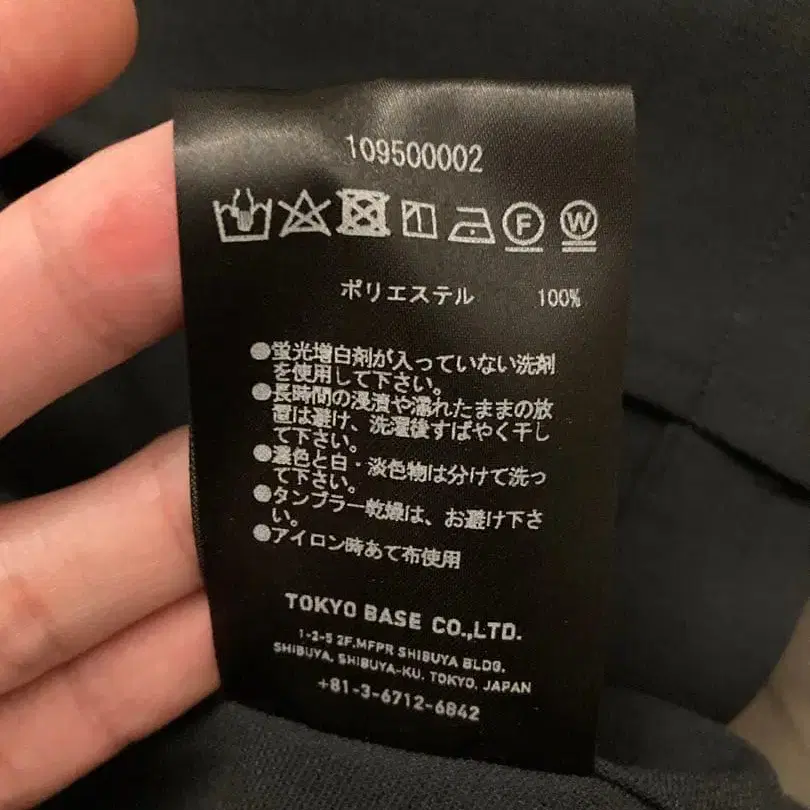 109500002
F W
ポリエステル 100%
●蛍光増白剤が入っていない洗剤
を使用して下さい。
●長時間の浸漬や濡れたままの放
置は避け、洗濯後すばやく干し
て下さい。
●濃色と白・淡色物は分けて洗っ
て下さい。
●タンブラー乾燥は、お避け下さ
い。
●アイロン時あて布使用
TOKYO BASE CO.,LTD.
1-2-5 2F,MFPR SHIBUYA BLDG,
SHIBUYA, SHIBUYA-KU, TOKYO, JAPAN
+81-3-6712-6842